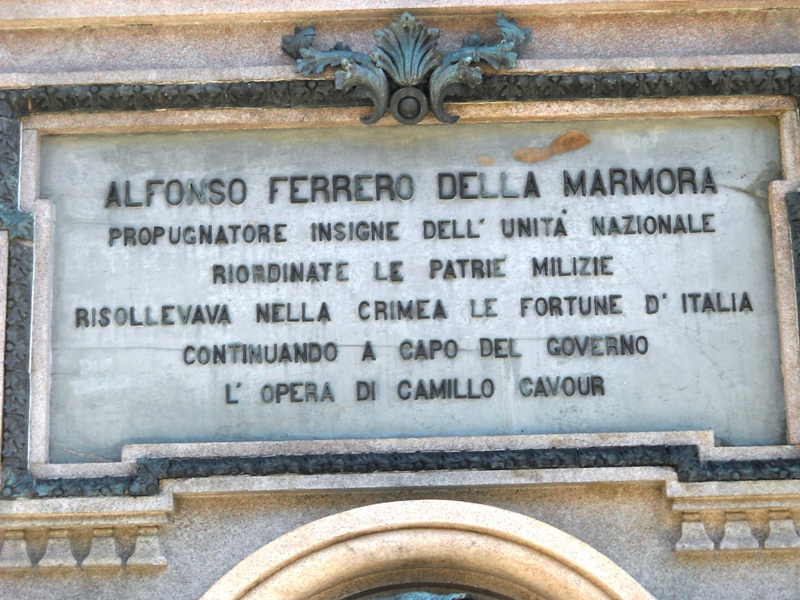 ALFONSO FERRERO DELLA MARMORA
PROPUGNATORE INSIGNE DELL' UNITÀ NAZIONALE
RIORDINATE LE PATRIE MILIZIE
RISOLLEVAVA NELLA CRIMEA LE FORTUNE D' ITALIA
CONTINUANDO A CAPO DEL GOVERNO
L' OPERA DI CAMILLO CAVOUR